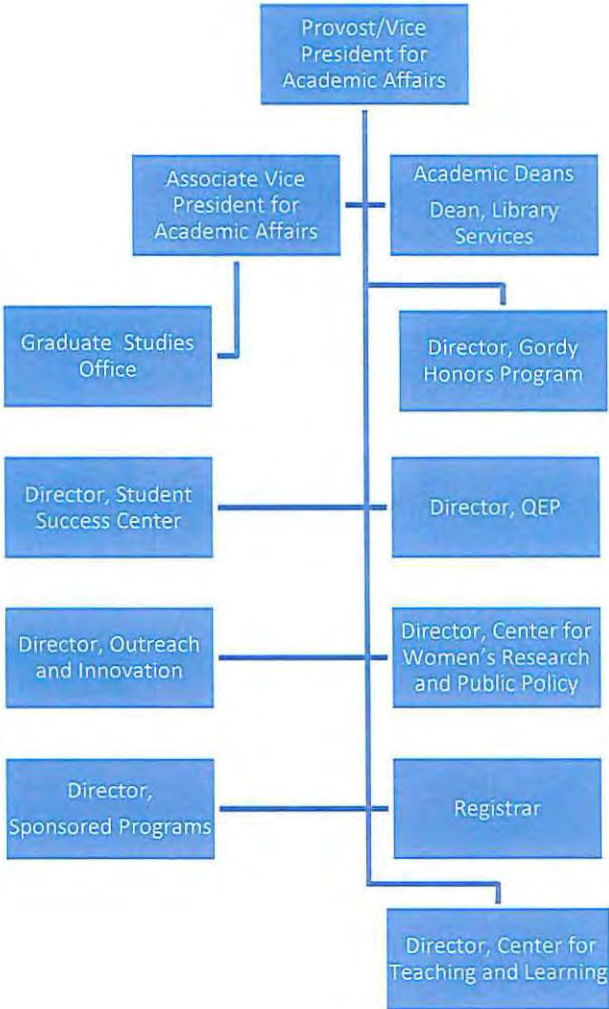 Provost/Vice
President for
Academic Affairs
Associate Vice
President for
Academic Affairs
Academic Deans
Dean, Library
Services
Graduate Studies
Office
Director, Gordy
Honors Program
Director, Student
Success Center
Director, QEP
Director, Outreach
and Innovation
Director, Center for
Women's Research
and Public Policy
Director,
Sponsored Programs
Registrar
Director, Center for
Teaching and Learning